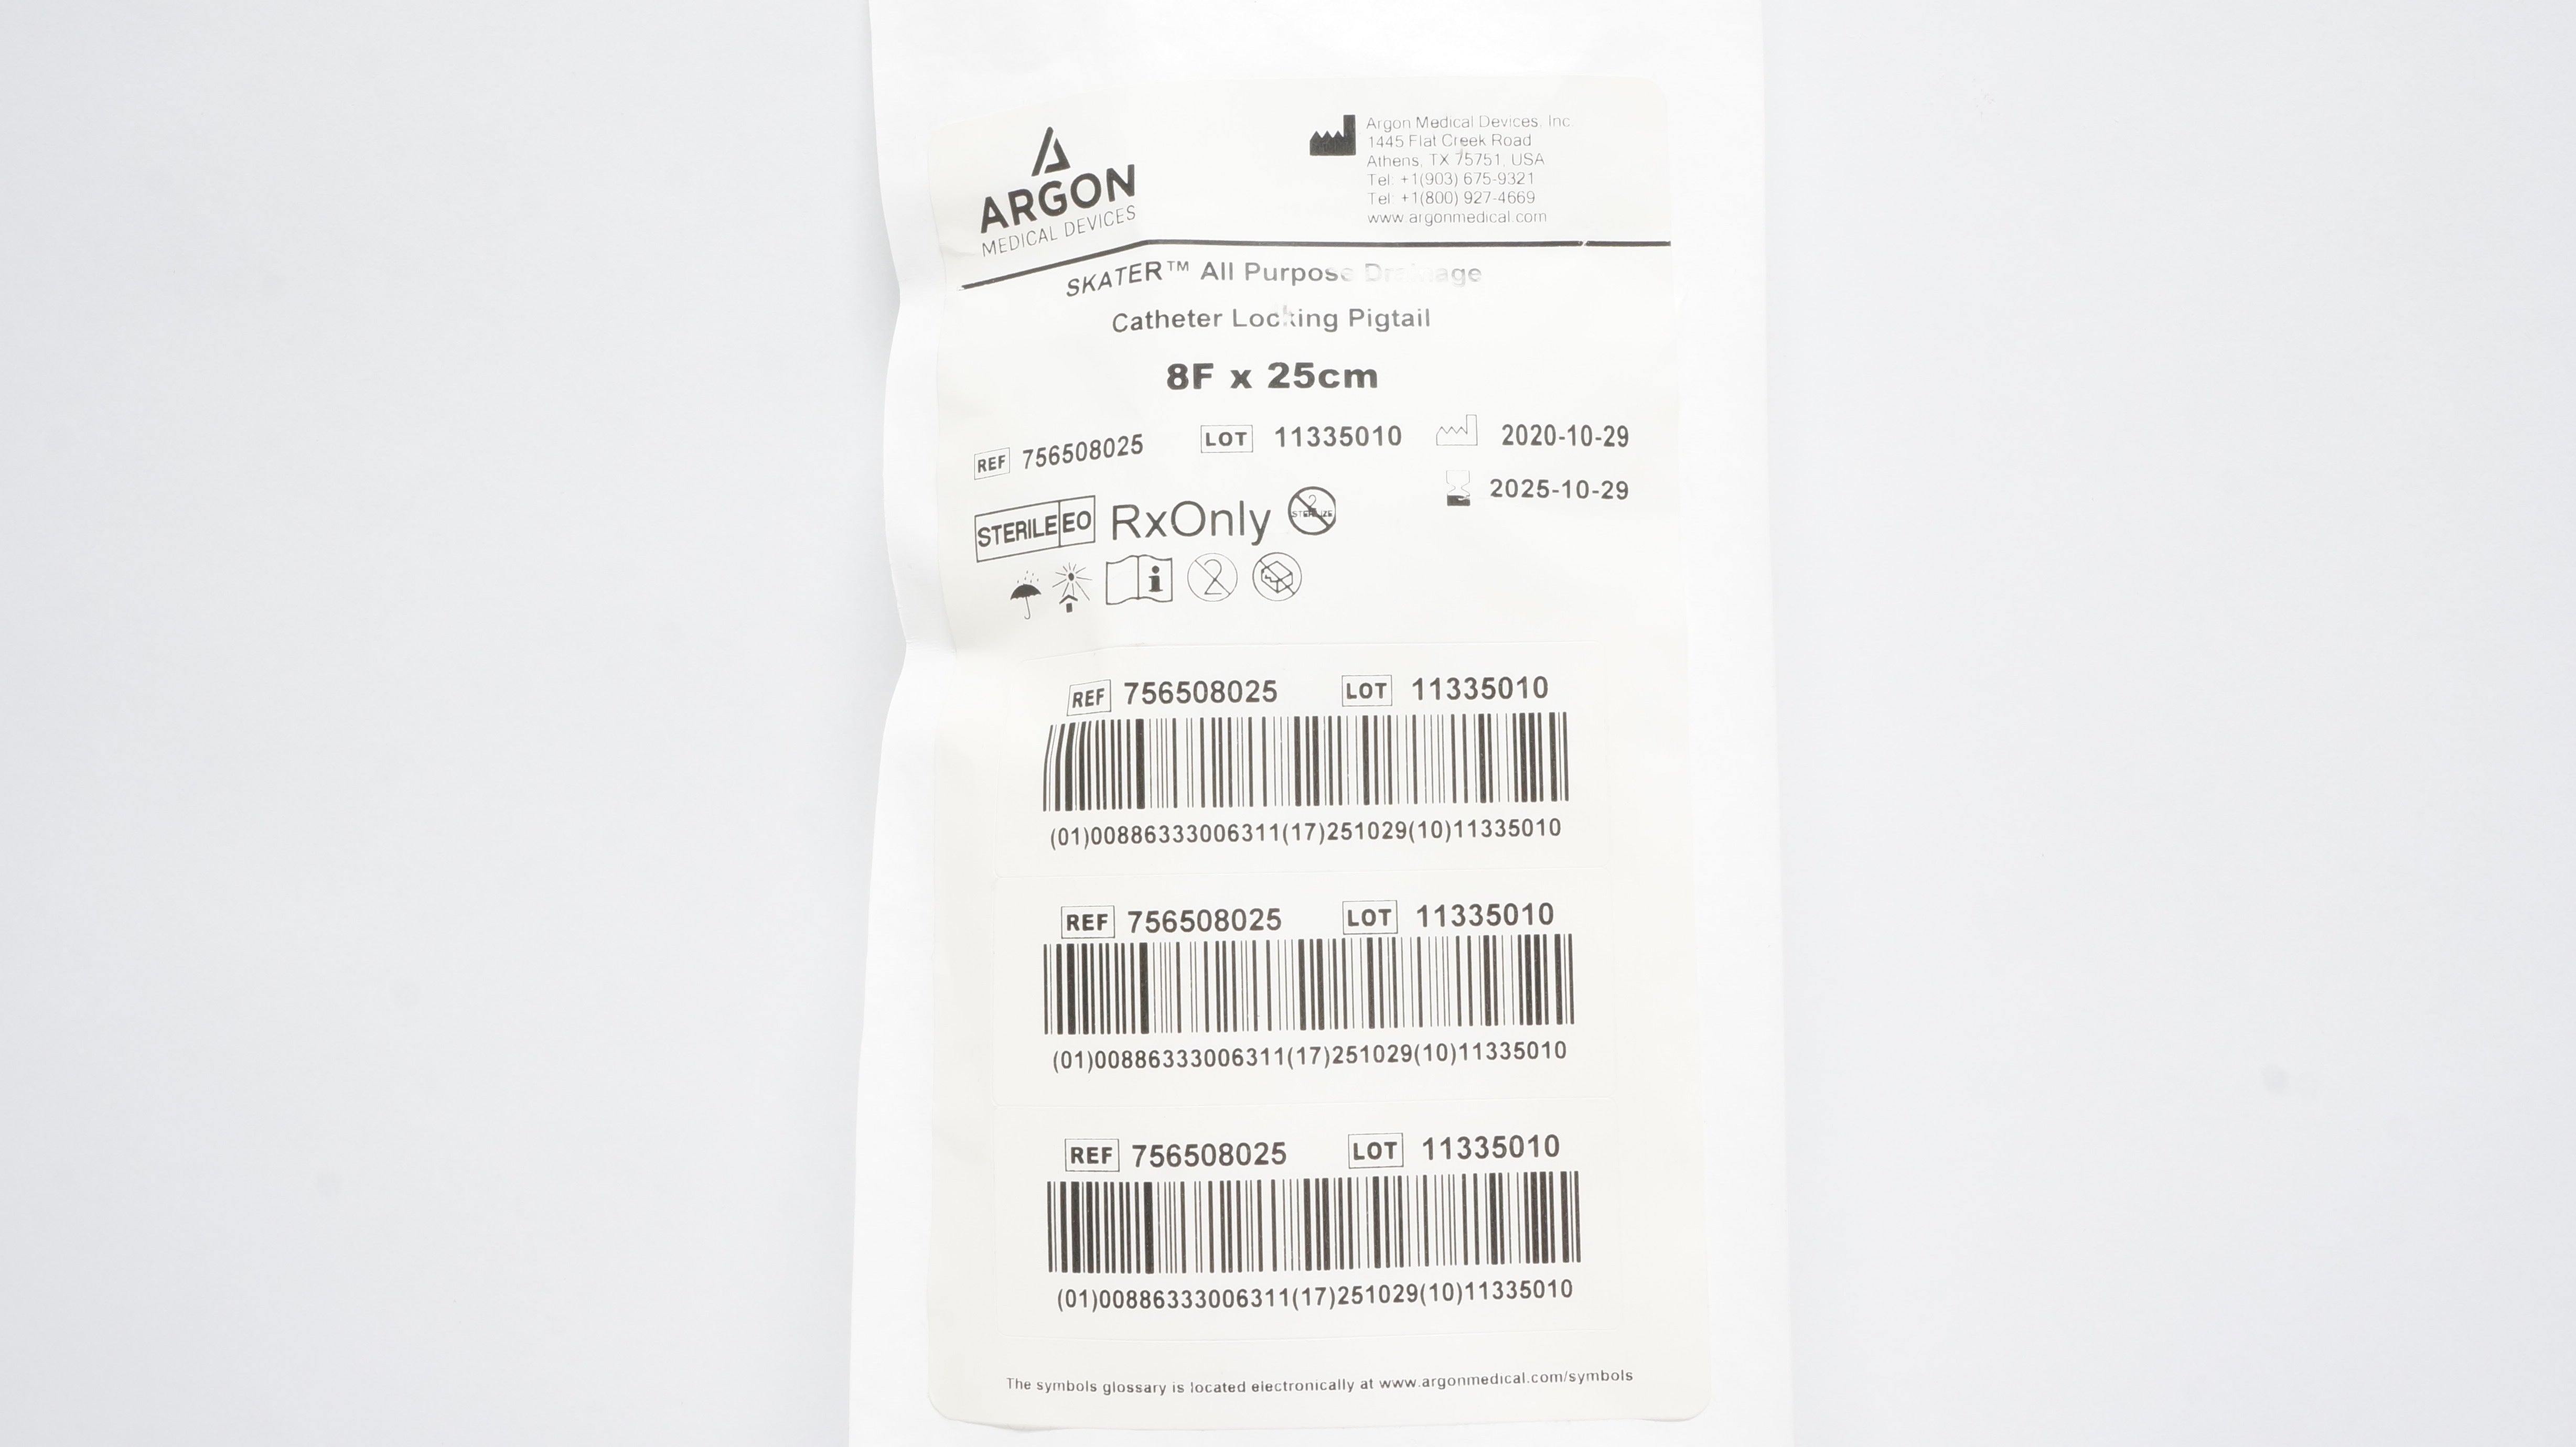 ARGON
MEDICAL DEVICES
Argon Medical Devices, Inc.
1445 Flat Creek Road
Athens, TX 75751, USA
Tel: +1(903) 675-9321
Tel: +1(800) 927-4669
www.argonmedical.com
SKATER™ All Purpose Drainage
Catheter Locking Pigtail
8F x 25cm
REF 756508025 LOT 11335010 2020-10-29
2025-10-29
STERILE EO RxOnly 2 STERILIZE
i 2
REF 756508025 LOT 11335010
(01)00886333006311(17)251029(10)11335010
REF 756508025 LOT 11335010
(01)00886333006311(17)251029(10)11335010
REF 756508025 LOT 11335010
(01)00886333006311(17)251029(10)11335010
The symbols glossary is located electronically at www.argonmedical.com/symbols